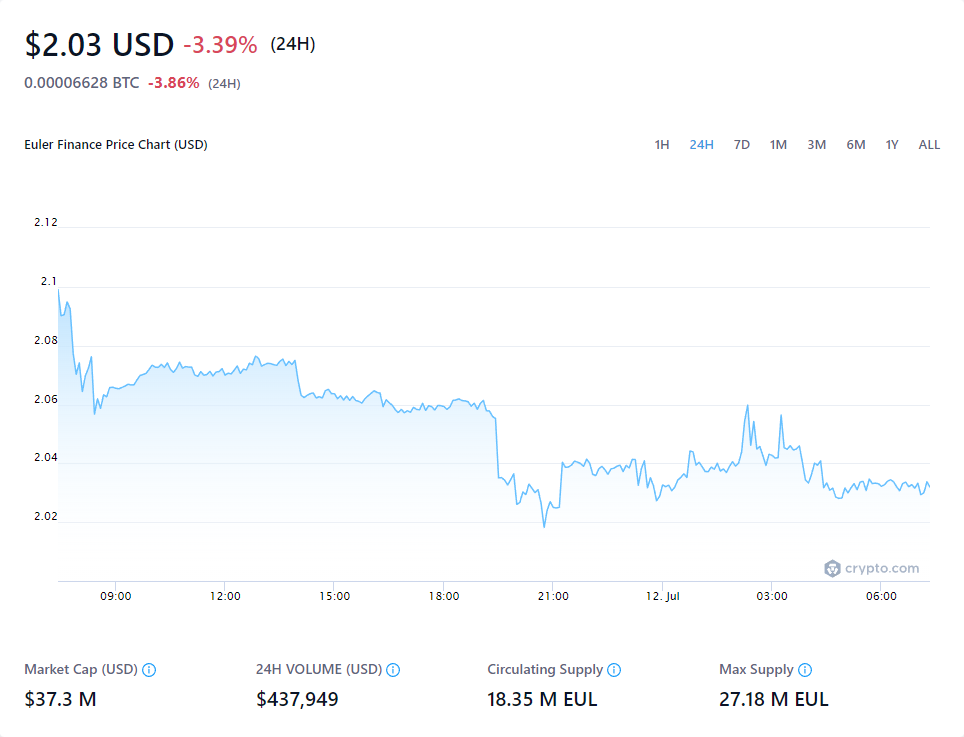 $2.03 USD -3.39% (24H)
0.00006628 BTC -3.86% (24H)
Euler Finance Price Chart (USD) 1H 24H 7D 1M 3M 6M 1Y ALL
2.12
2.1
2.08
2.06
2.04
2.02
crypto.com
09:00 12:00 15:00 18:00 21:00 12. Jul 03:00 06:00
Market Cap (USD) 24H VOLUME (USD) Circulating Supply Max Supply
$37.3 M $437,949 18.35 M EUL 27.18 M EUL